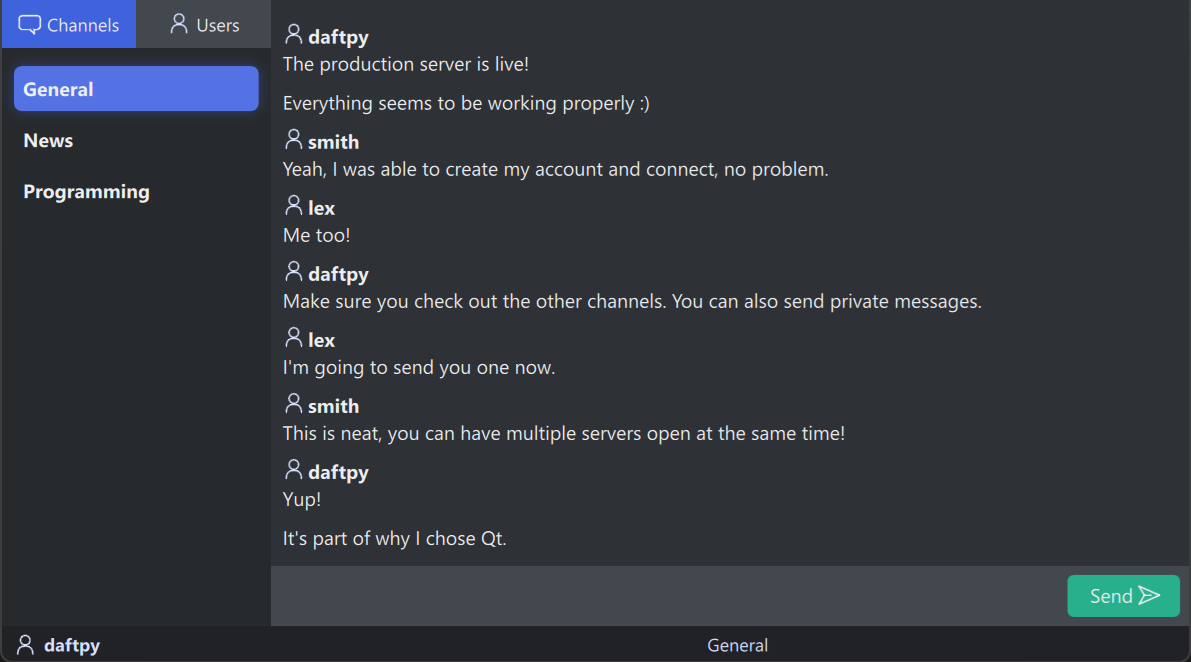 Channels
Users
General
News
Programming
daftpy
The production server is live!
Everything seems to be working properly :)
smith
Yeah, I was able to create my account and connect, no problem.
lex
Me too!
daftpy
Make sure you check out the other channels. You can also send private messages.
lex
I'm going to send you one now.
smith
This is neat, you can have multiple servers open at the same time!
daftpy
Yup!
It's part of why I chose Qt.
Send
daftpy
General